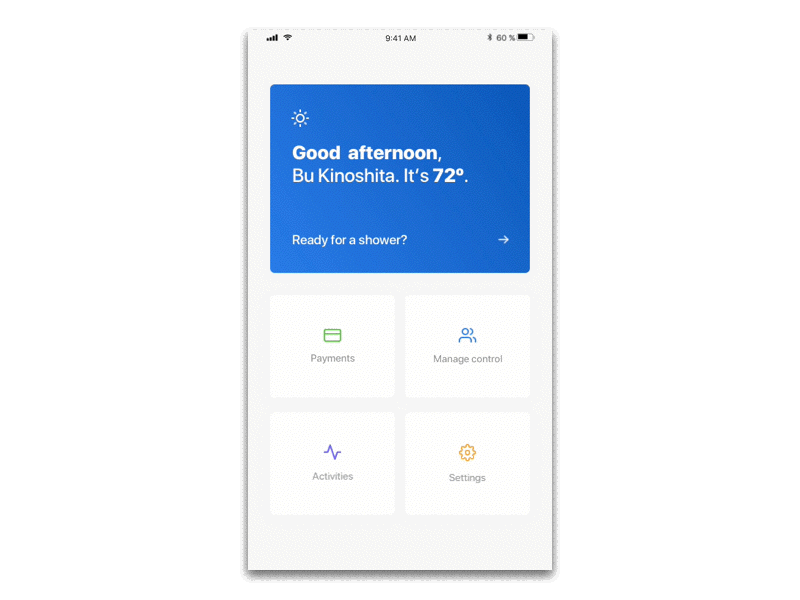 9:41 AM
60 %
Good afternoon,
Bu Kinoshita. It's 72º.
Ready for a shower?
Payments
Manage control
Activities
Settings